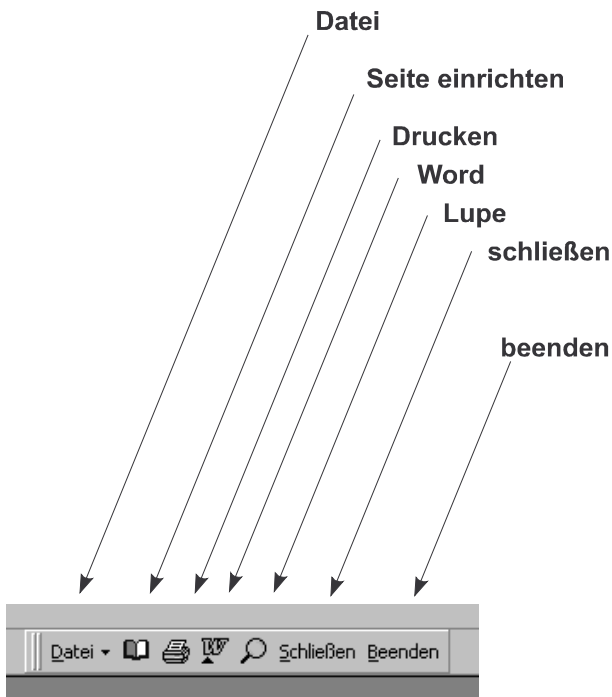 Datei
Seite einrichten
Drucken
Word
Lupe
schließen
beenden
Datei W Schließen Beenden